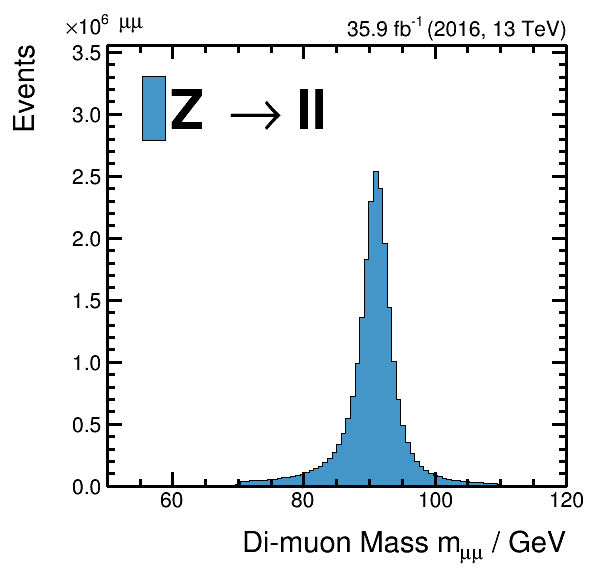 ×10⁶ μμ
35.9 fb⁻¹ (2016, 13 TeV)
Events
Z → ll
3.5
3.0
2.5
2.0
1.5
1.0
0.5
0.0
60 80 100 120
Di-muon Mass mμμ / GeV